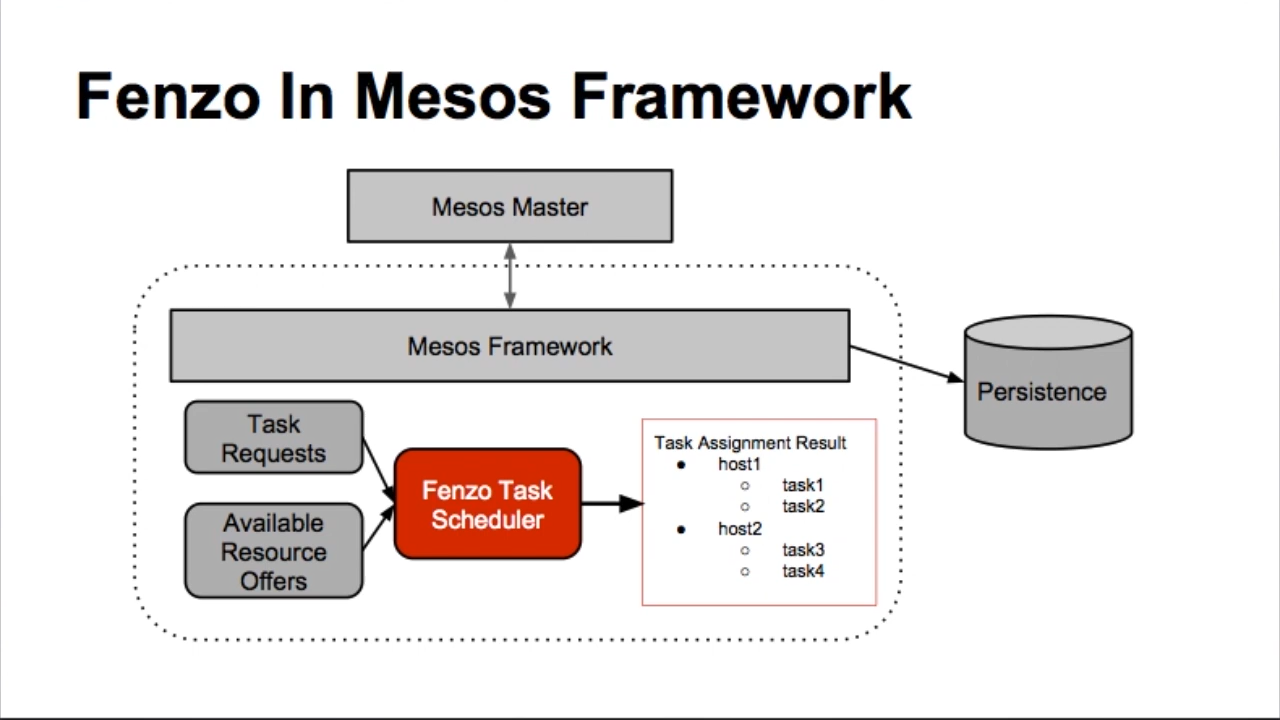 Fenzo In Mesos Framework
Mesos Master
Mesos Framework
Persistence
Task
Requests
Available
Resource
Offers
Fenzo Task
Scheduler
Task Assignment Result
● host1
○ task1
○ task2
● host2
○ task3
○ task4